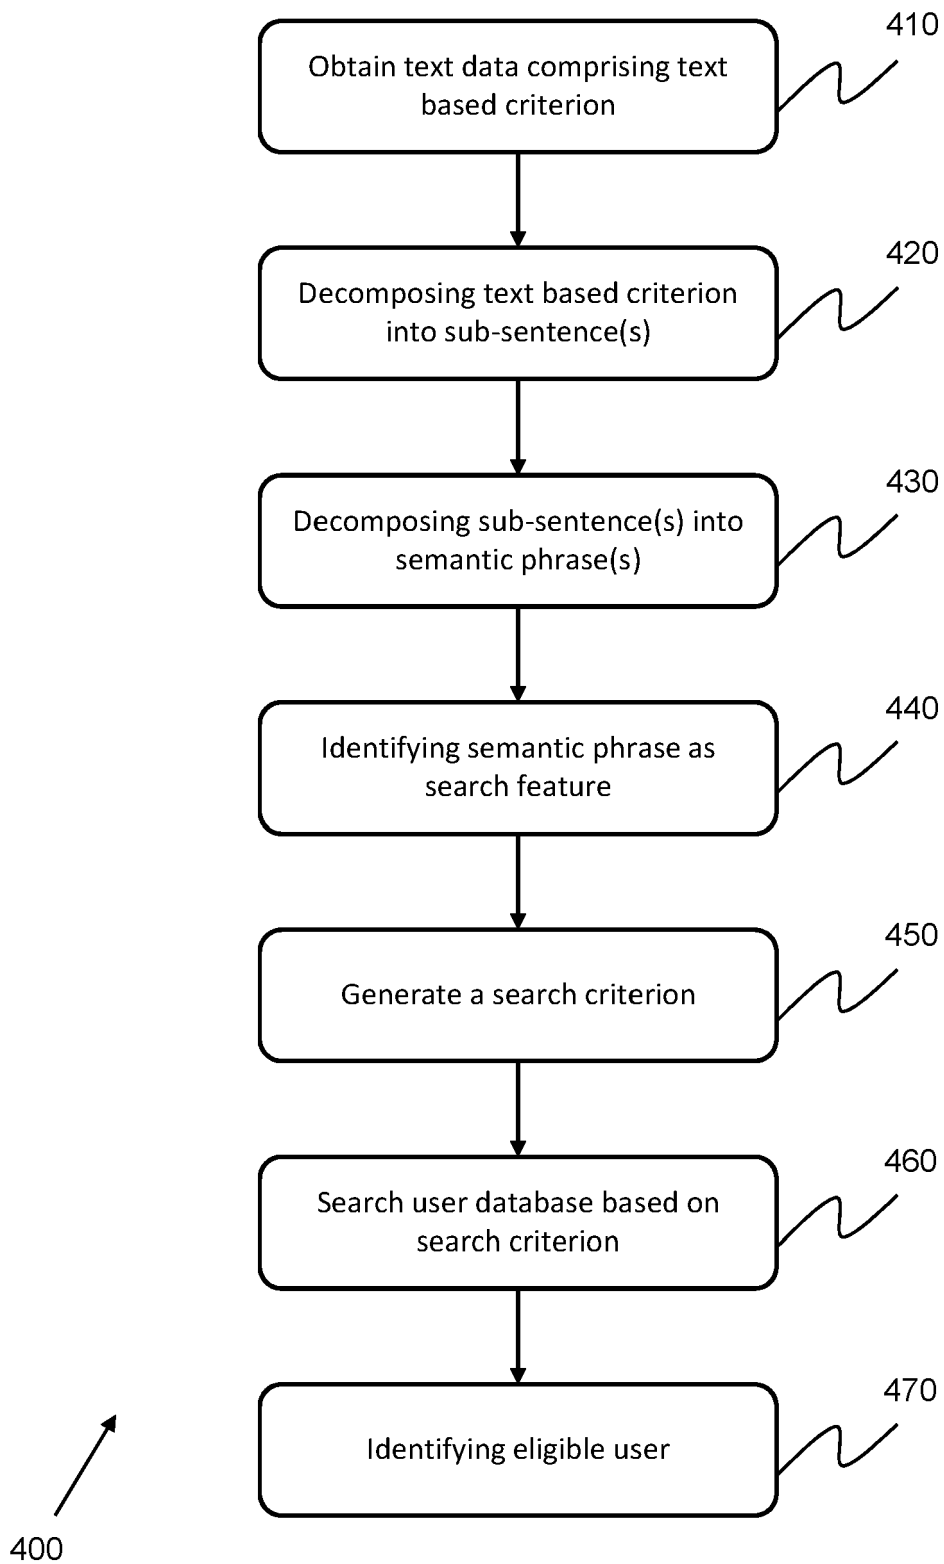 410
Obtain text data comprising text
based criterion
420
Decomposing text based criterion
into sub-sentence(s)
430
Decomposing sub-sentence(s) into
semantic phrase(s)
440
Identifying semantic phrase as
search feature
450
Generate a search criterion
460
Search user database based on
search criterion
470
Identifying eligible user
400